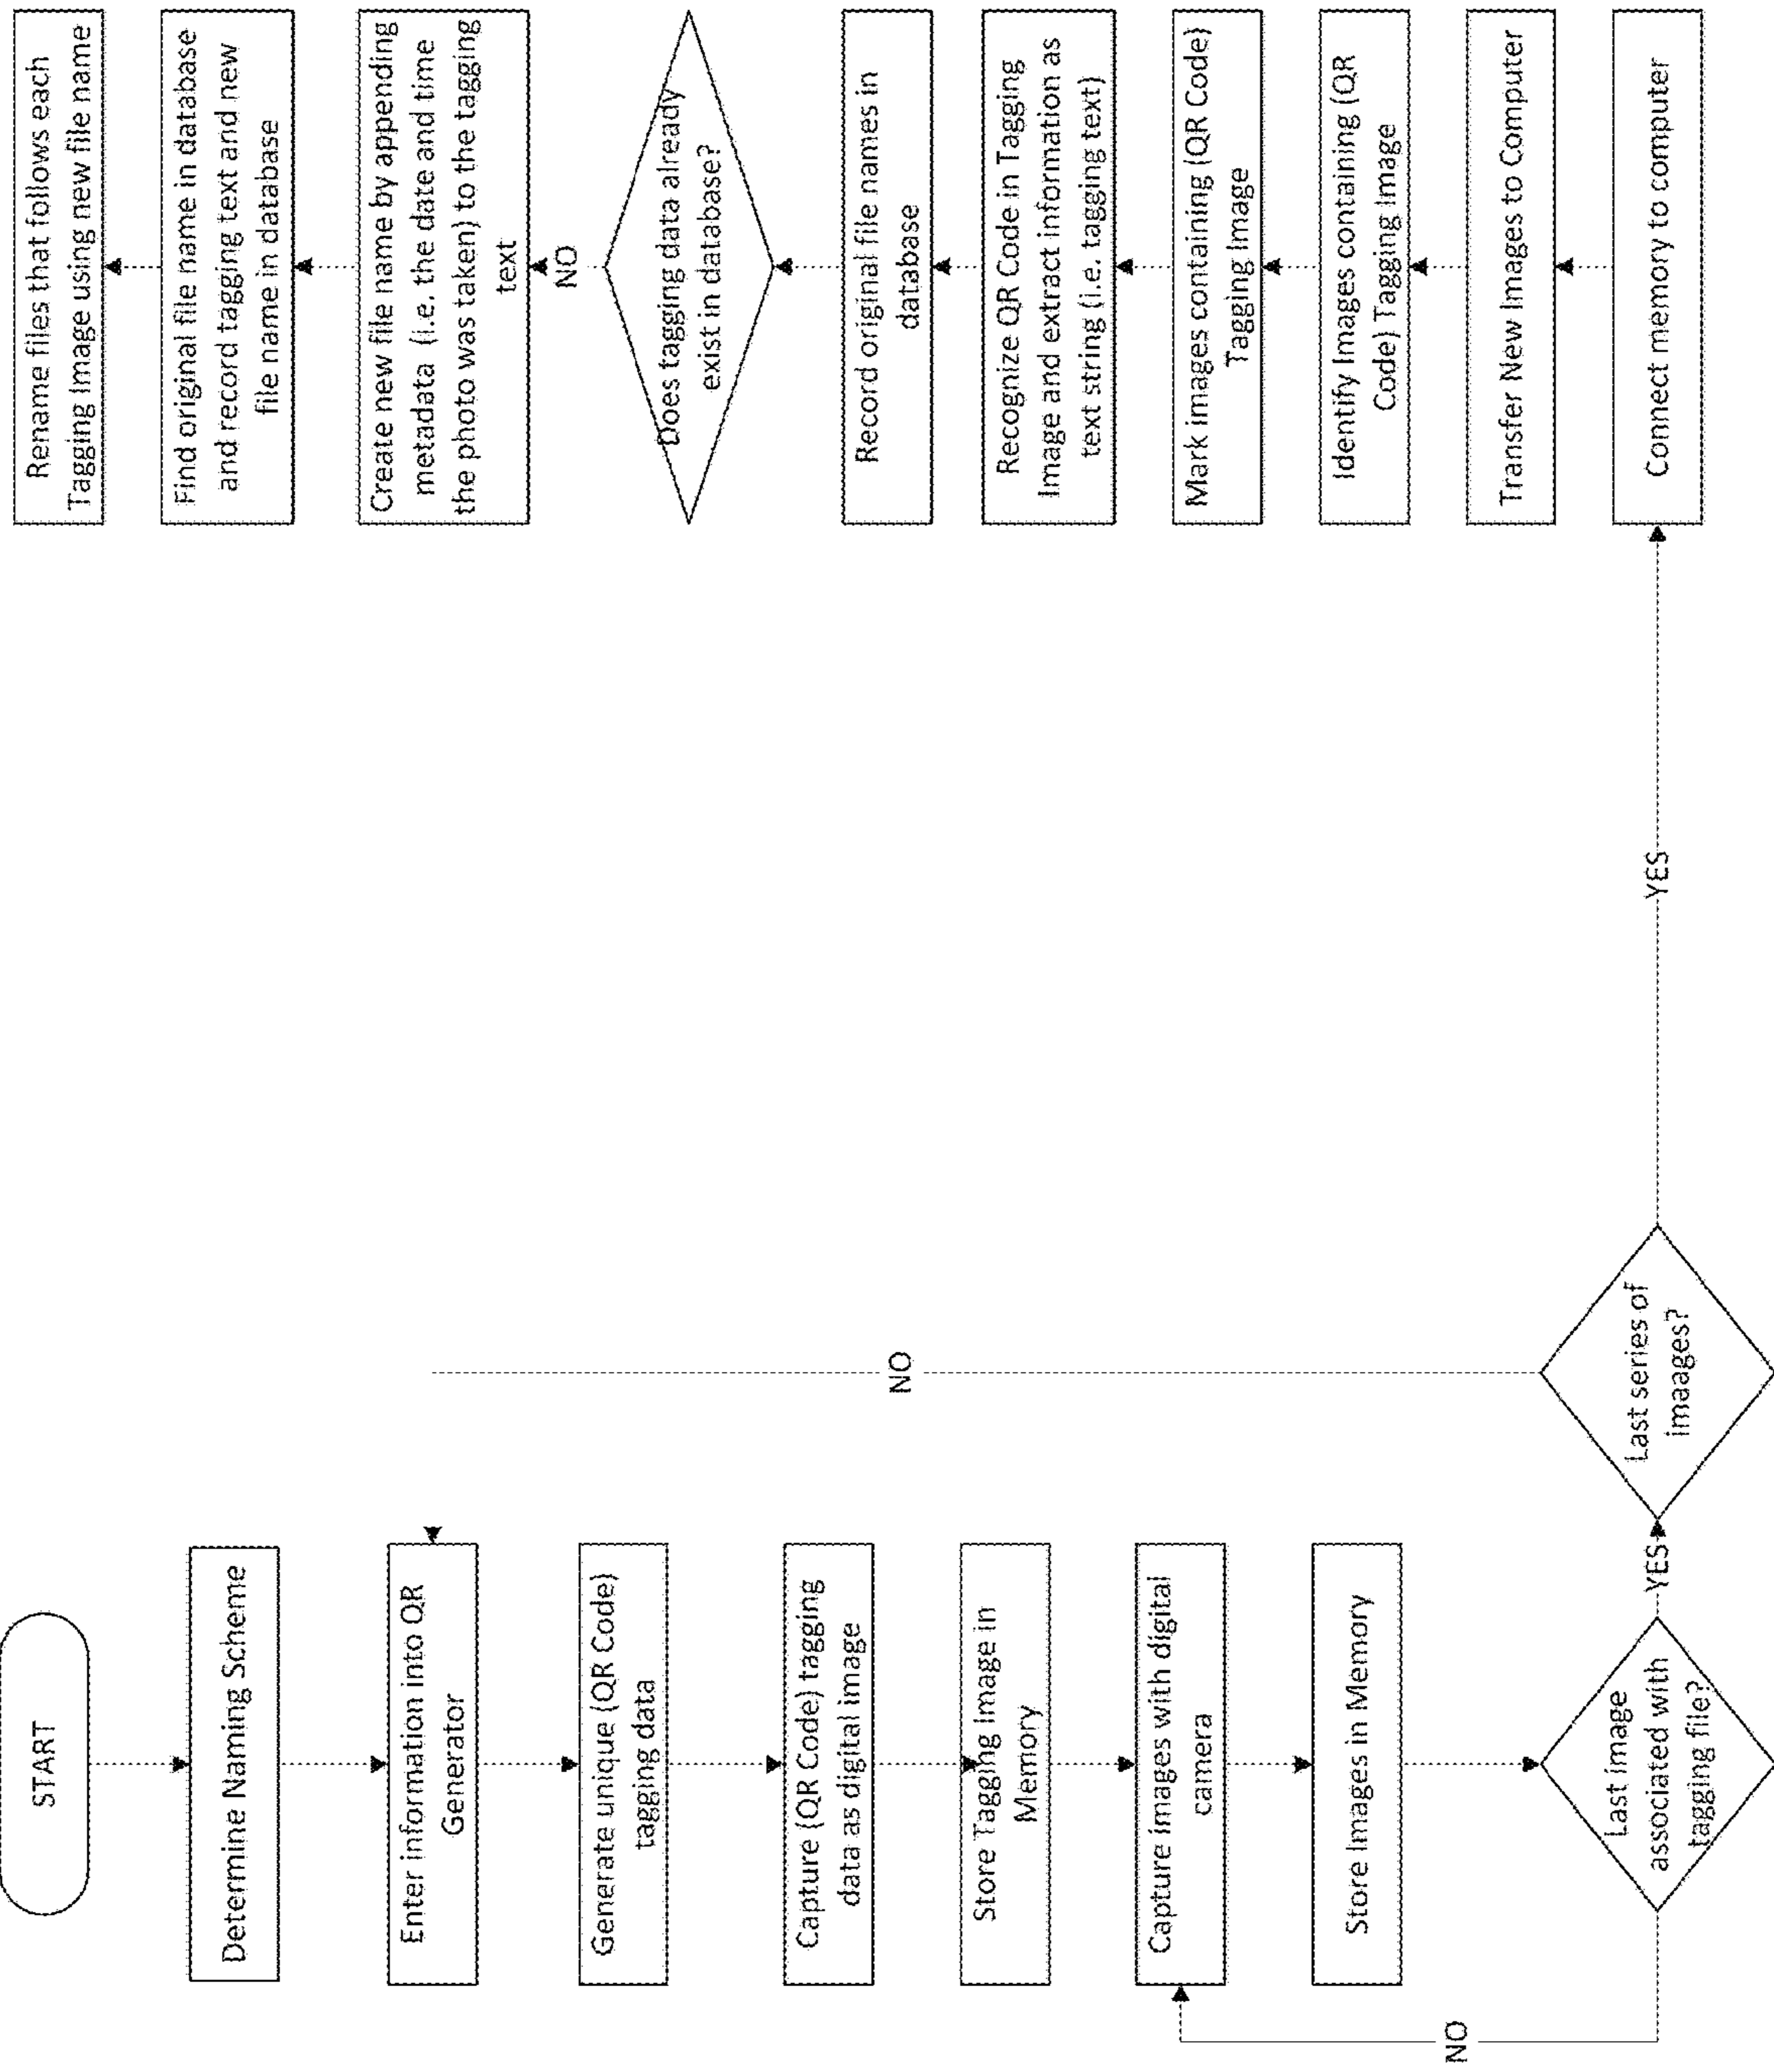 START
Determine Naming Scheme
Enter information into QR
Generator
Generate unique (QR Code)
tagging data
Capture (QR Code) tagging
data as digital image
Store Tagging Image in
Memory
Capture images with digital
camera
Store Images in Memory
Last image
associated with
tagging file?
NO
YES
Last series of
imaages?
NO
YES
Connect memory to computer
Transfer New Images to Computer
Identify Images containing (QR
Code) Tagging Image
Mark images containing (QR Code)
Tagging Image
Recognize QR Code in Tagging
Image and extract information as
text string (i.e. tagging text)
Record original file names in
database
Does tagging data already
exist in database?
NO
Create new file name by appending
metadata (i.e. the date and time
the photo was taken) to the tagging
text
Find original file name in database
and record tagging text and new
file name in database
Rename files that follows each
Tagging Image using new file name